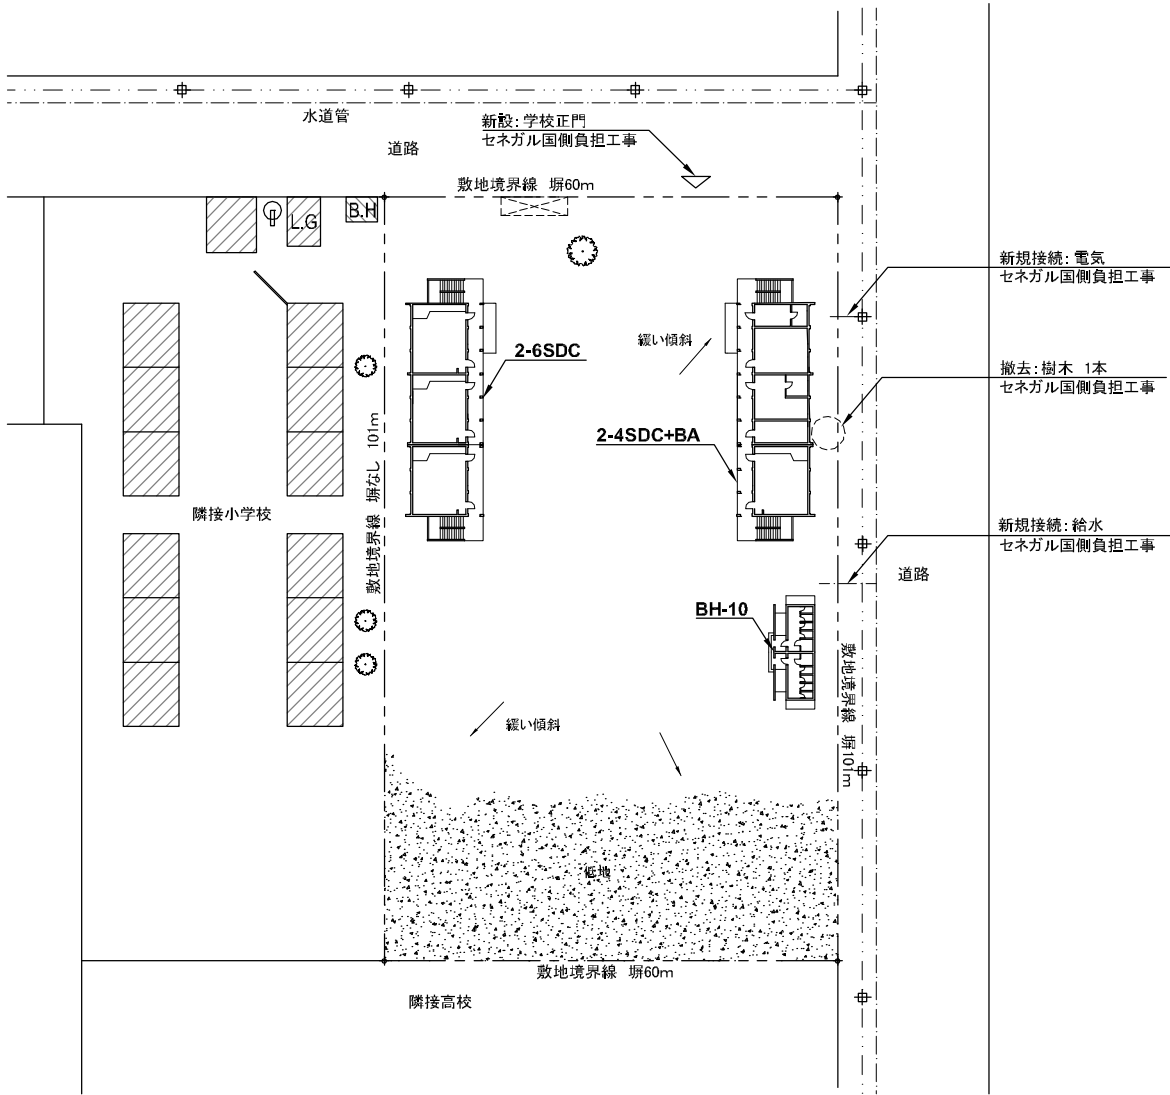 水道管
新設：学校正門
セネガル国側負担工事
道路
敷地境界線 塀60m
L.G
B.H
新規接続：電気
セネガル国側負担工事
緩い傾斜
2-6SDC
撤去：樹木 1本
セネガル国側負担工事
2-4SDC+BA
敷地境界線 塀なし 101m
隣接小学校
新規接続：給水
セネガル国側負担工事
道路
BH-10
敷地境界線 塀101m
緩い傾斜
低地
敷地境界線 塀60m
隣接高校